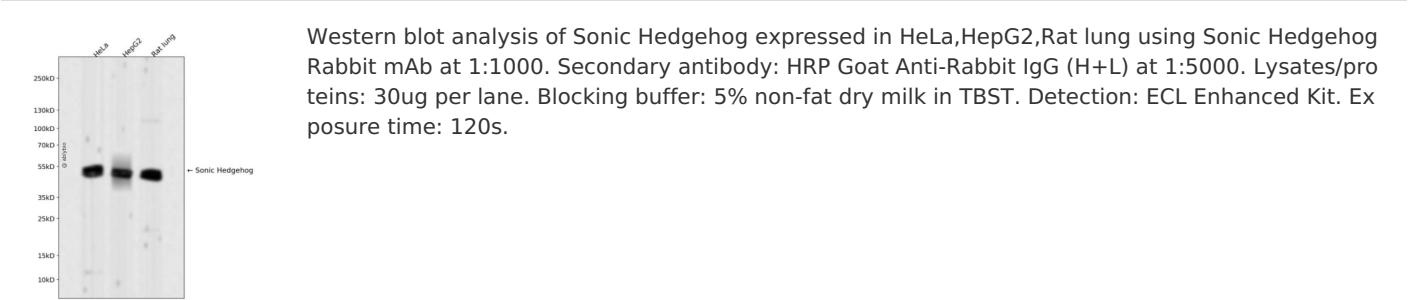 HeLa
HepG2
Rat lung
250kD
130kD
100kD
70kD
55kD
35kD
25kD
15kD
10kD
@ abytoo
← Sonic Hedgehog
Western blot analysis of Sonic Hedgehog expressed in HeLa,HepG2,Rat lung using Sonic Hedgehog
Rabbit mAb at 1:1000. Secondary antibody: HRP Goat Anti-Rabbit IgG (H+L) at 1:5000. Lysates/pro
teins: 30ug per lane. Blocking buffer: 5% non-fat dry milk in TBST. Detection: ECL Enhanced Kit. Ex
posure time: 120s.